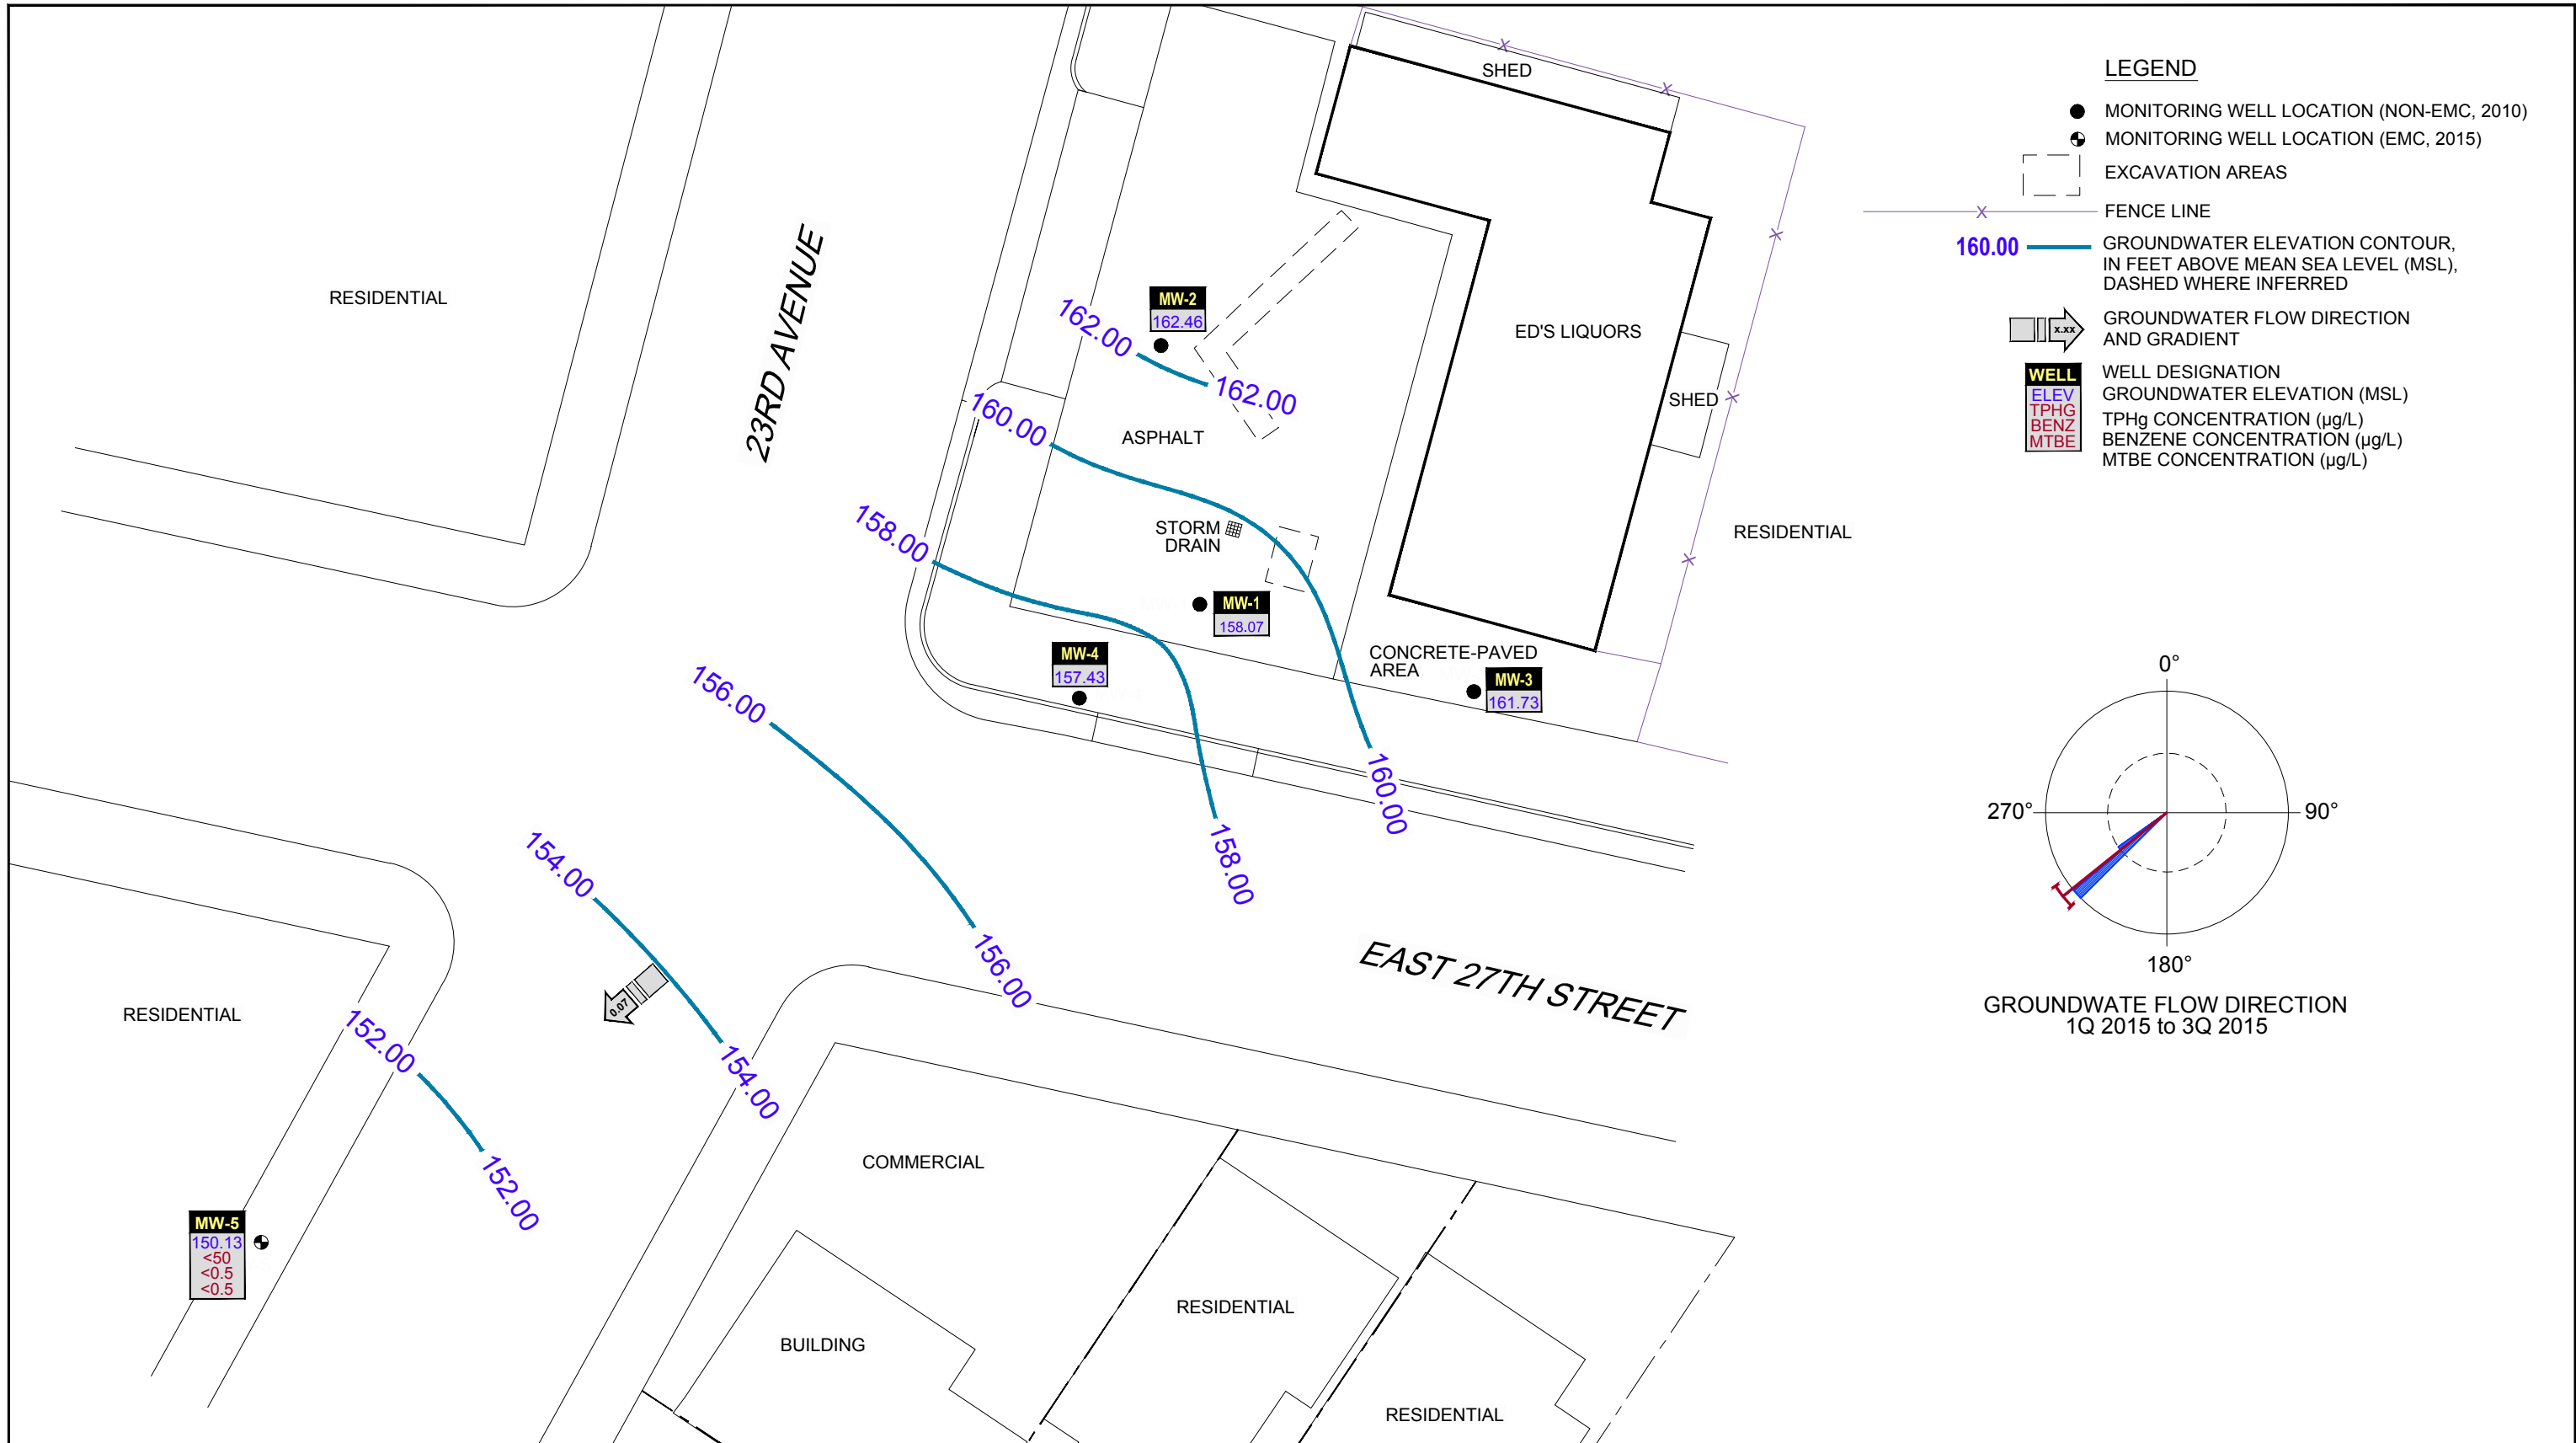 SHED
LEGEND
MONITORING WELL LOCATION (NON-EMC, 2010)
MONITORING WELL LOCATION (EMC, 2015)
EXCAVATION AREAS
X
FENCE LINE
160.00
GROUNDWATER ELEVATION CONTOUR,
IN FEET ABOVE MEAN SEA LEVEL (MSL),
DASHED WHERE INFERRED
x.xx
GROUNDWATER FLOW DIRECTION
AND GRADIENT
WELL
ELEV
TPHG
BENZ
MTBE
WELL DESIGNATION
GROUNDWATER ELEVATION (MSL)
TPHg CONCENTRATION (µg/L)
BENZENE CONCENTRATION (µg/L)
MTBE CONCENTRATION (µg/L)
RESIDENTIAL
23RD AVENUE
MW-2
162.46
162.00
162.00
ED'S LIQUORS
SHED
160.00
ASPHALT
158.00
STORM
DRAIN
RESIDENTIAL
MW-1
158.07
MW-4
157.43
CONCRETE-PAVED
AREA
MW-3
161.73
156.00
160.00
158.00
154.00
156.00
EAST 27TH STREET
0.07
RESIDENTIAL
152.00
154.00
152.00
COMMERCIAL
MW-5
150.13
<50
<0.5
<0.5
BUILDING
RESIDENTIAL
RESIDENTIAL
0°
270°
90°
180°
GROUNDWATE FLOW DIRECTION
1Q 2015 to 3Q 2015